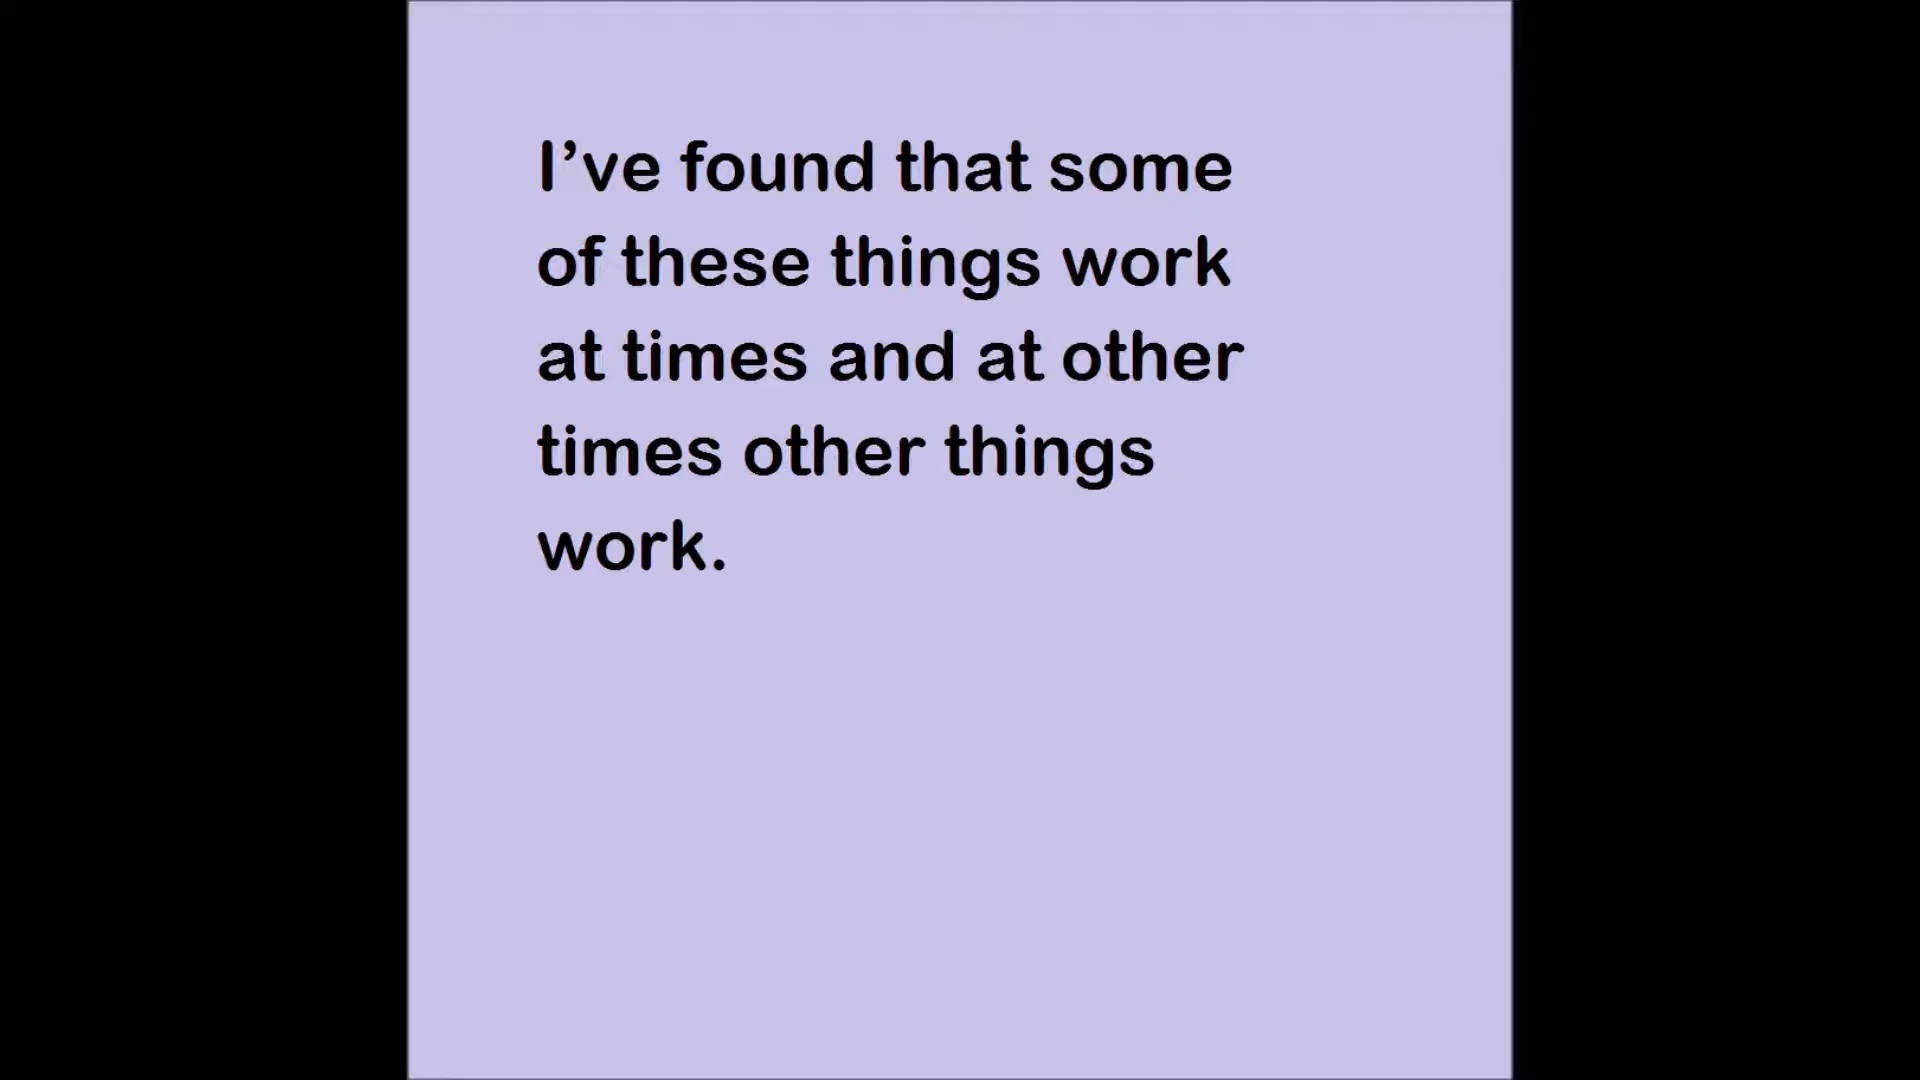 I’ve found that some
of these things work
at times and at other
times other things
work.